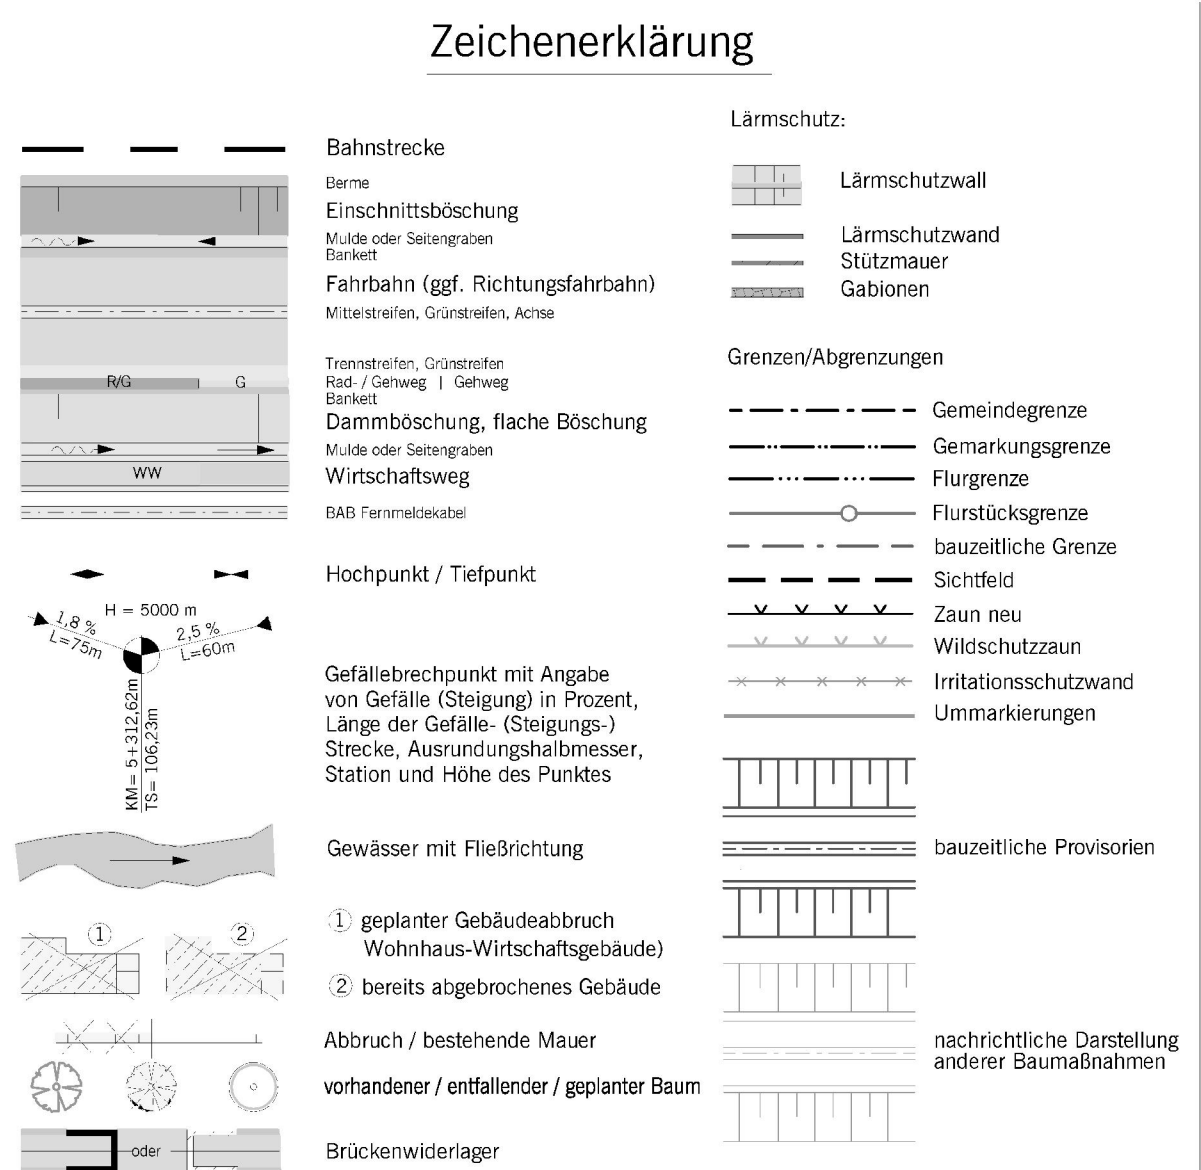 Zeichenerklärung
Bahnstrecke
Berme
Einschnittsböschung
Mulde oder Seitengraben
Bankett
Fahrbahn (ggf. Richtungsfahrbahn)
Mittelstreifen, Grünstreifen, Achse
Trennstreifen, Grünstreifen
R/G G Rad- / Gehweg | Gehweg
Bankett
Dammböschung, flache Böschung
Mulde oder Seitengraben
WW Wirtschaftsweg
BAB Fernmeldekabel
Hochpunkt / Tiefpunkt
H = 5000 m
1,8 %
L=75m
2,5 %
L=60m
KM= 5+312,62m
TS= 106,23m
Gefällebrechpunkt mit Angabe
von Gefälle (Steigung) in Prozent,
Länge der Gefälle- (Steigungs-)
Strecke, Ausrundungshalbmesser,
Station und Höhe des Punktes
Gewässer mit Fließrichtung
1 2
1 geplanter Gebäudeabbruch
Wohnhaus-Wirtschaftsgebäude)
2 bereits abgebrochenes Gebäude
Abbruch / bestehende Mauer
vorhandener / entfallender / geplanter Baum
oder Brückenwiderlager
Lärmschutz:
Lärmschutzwall
Lärmschutzwand
Stützmauer
Gabionen
Grenzen/Abgrenzungen
Gemeindegrenze
Gemarkungsgrenze
Flurgrenze
Flurstücksgrenze
bauzeitliche Grenze
Sichtfeld
Zaun neu
Wildschutzzaun
Irritationsschutzwand
Ummarkierungen
bauzeitliche Provisorien
nachrichtliche Darstellung
anderer Baumaßnahmen